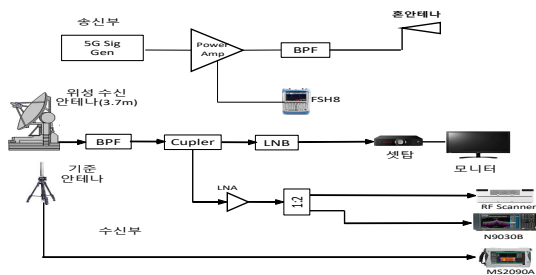 송신부
5G Sig
Gen
Power
Amp
BPF
혼안테나
FSH8
위성 수신
안테나(3.7m)
BPF
Cupler
LNB
셋탑
모니터
기준
안테나
LNA
1:2
RF Scanner
N9030B
수신부
MS2090A